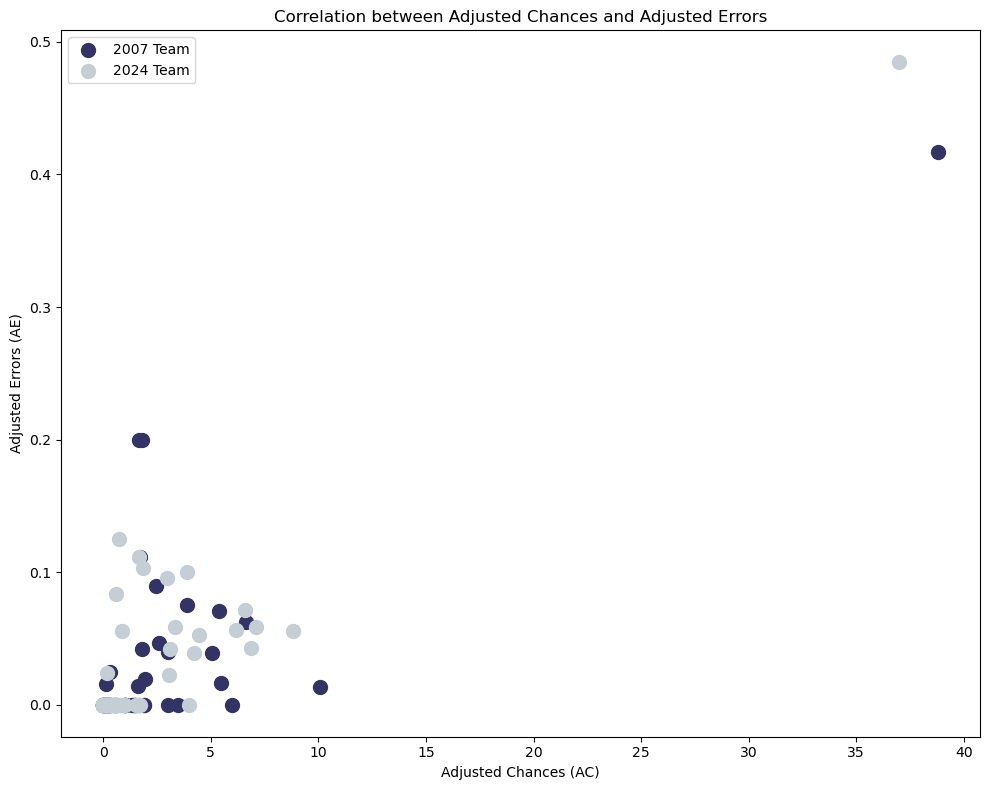 Correlation between Adjusted Chances and Adjusted Errors
2007 Team
2024 Team
Adjusted Errors (AE)
0.5
0.4
0.3
0.2
0.1
0.0
0 5 10 15 20 25 30 35 40
Adjusted Chances (AC)